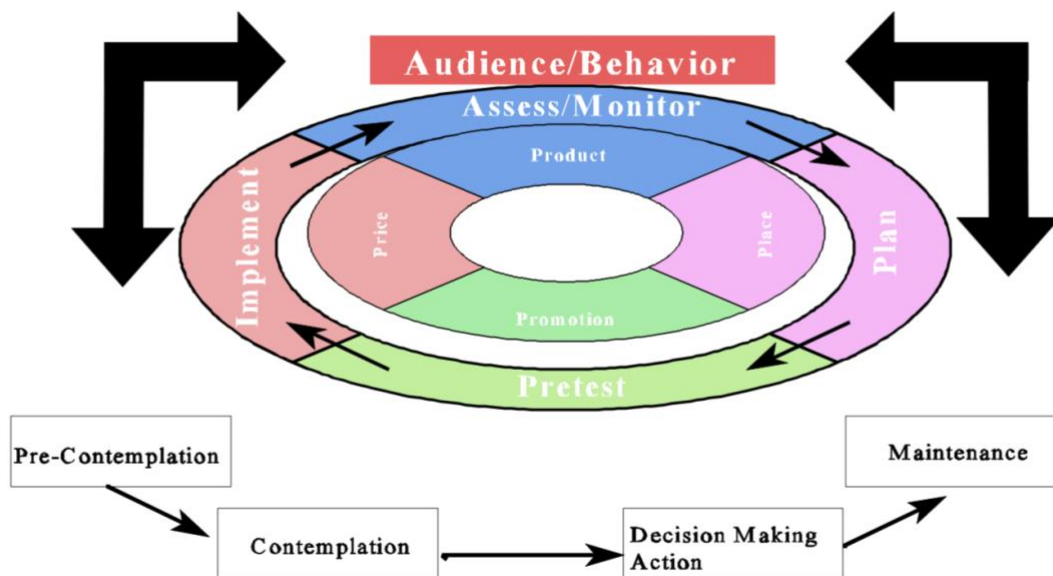 Audience/Behavior
Assess/Monitor
Product
Implement
Price
Place
Plan
Promotion
Pretest
Pre-Contemplation
Maintenance
Contemplation
Decision Making
Action